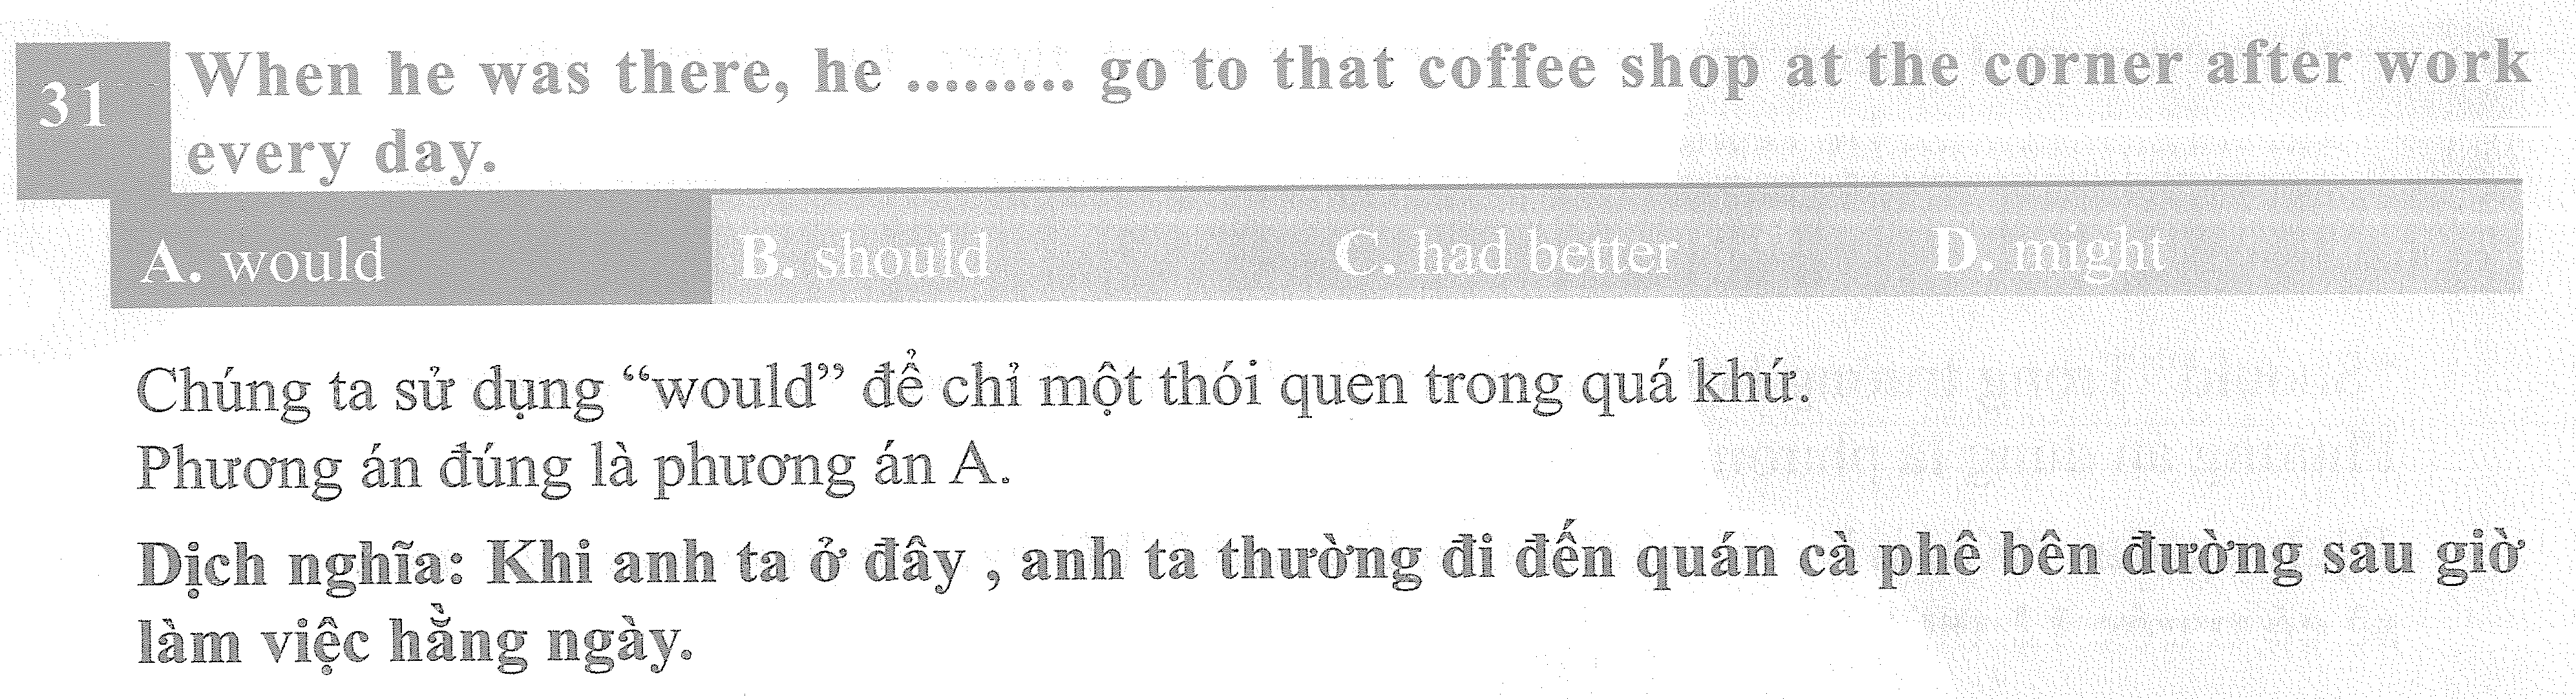 31 When he was there, he ......... go to that coffee shop at the corner after work
every day.
A. would B. should C. had better D. might
Chúng ta sử dụng “would” để chỉ một thói quen trong quá khứ.
Phương án đúng là phương án A.
Dịch nghĩa: Khi anh ta ở đây , anh ta thường đi đến quán cà phê bên đường sau giờ
làm việc hằng ngày.